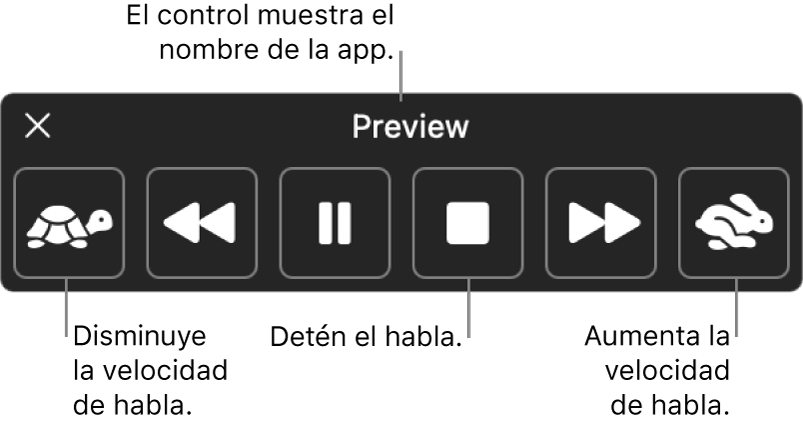 El control muestra el
nombre de la app.
Preview
Disminuye
la velocidad
de habla.
Detén el habla.
Aumenta la
velocidad
de habla.